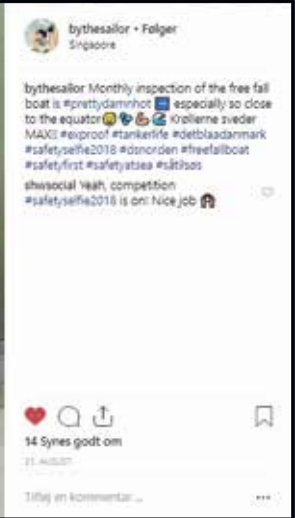 bythesailor • Følger
Singapore
bythesailor Monthly inspection of the free fall
boat is #prettydamnhot especially so close
to the equator Krøllerne sveder
MAX!! #exproof #tankerlife #detblaadanmark
#safetyselfie2018 #dsnorden #freefallboat
#safetyfirst #safetyatsea #såtilsøs
shwsocial Yeah, competition
#safetyselfie2018 is on! Nice job
14 Synes godt om
AUGUST
Tilføj en kommentar ...